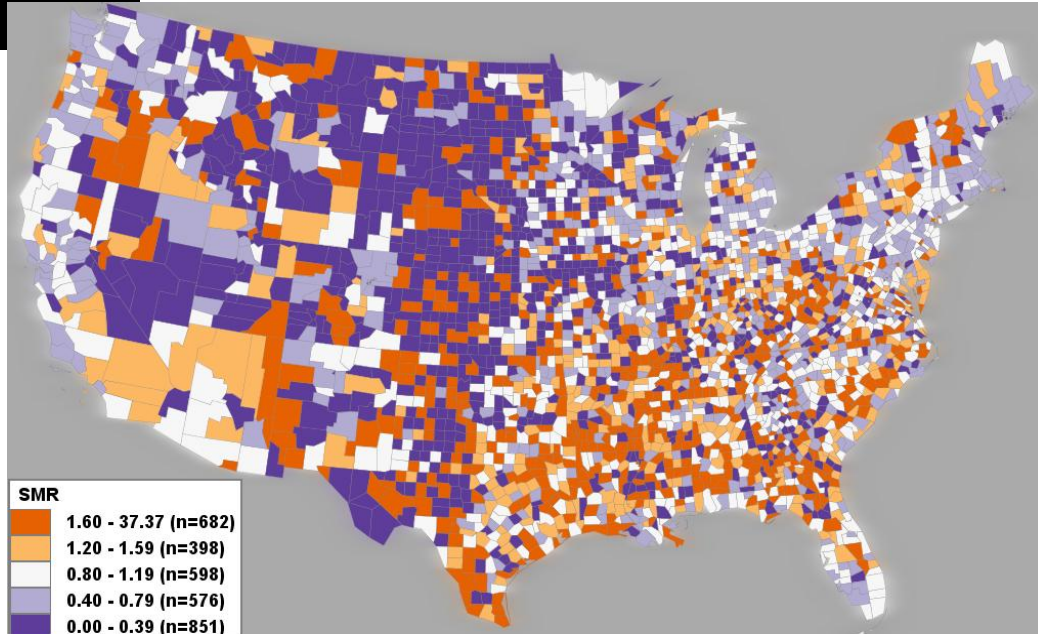 SMR
1.60 - 37.37 (n=682)
1.20 - 1.59 (n=398)
0.80 - 1.19 (n=598)
0.40 - 0.79 (n=576)
0.00 - 0.39 (n=851)